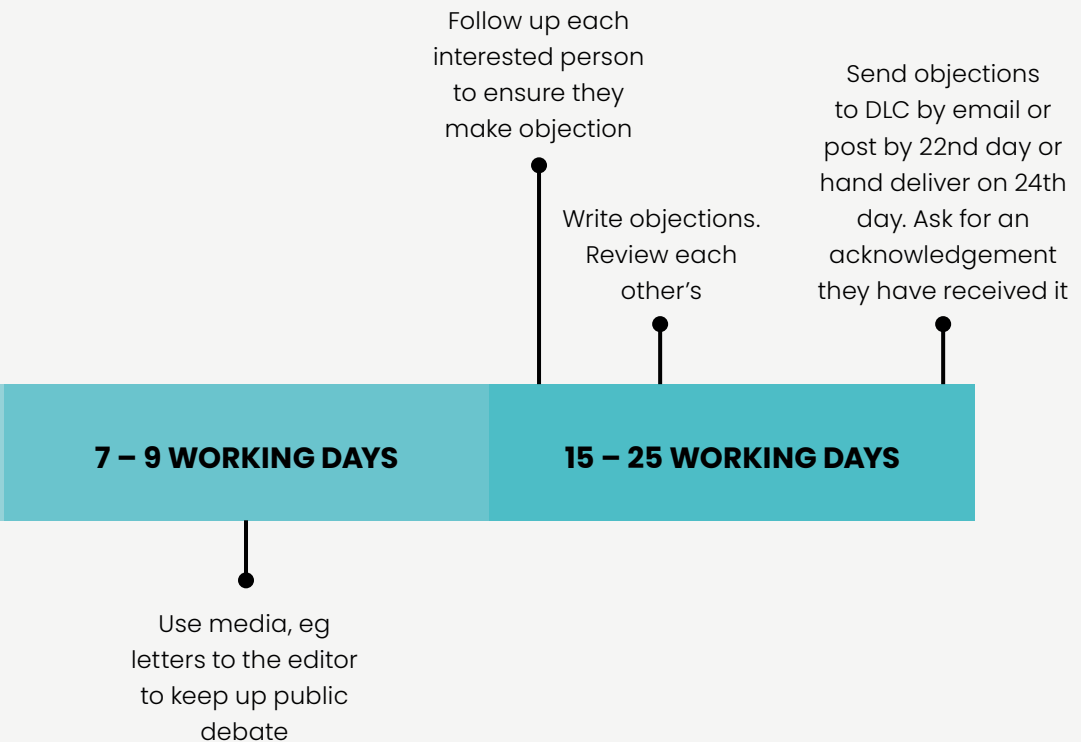 Follow up each
interested person
to ensure they
make objection
Write objections.
Review each
other's
Send objections
to DLC by email or
post by 22nd day or
hand deliver on 24th
day. Ask for an
acknowledgement
they have received it
7 – 9 WORKING DAYS
15 – 25 WORKING DAYS
Use media, eg
letters to the editor
to keep up public
debate